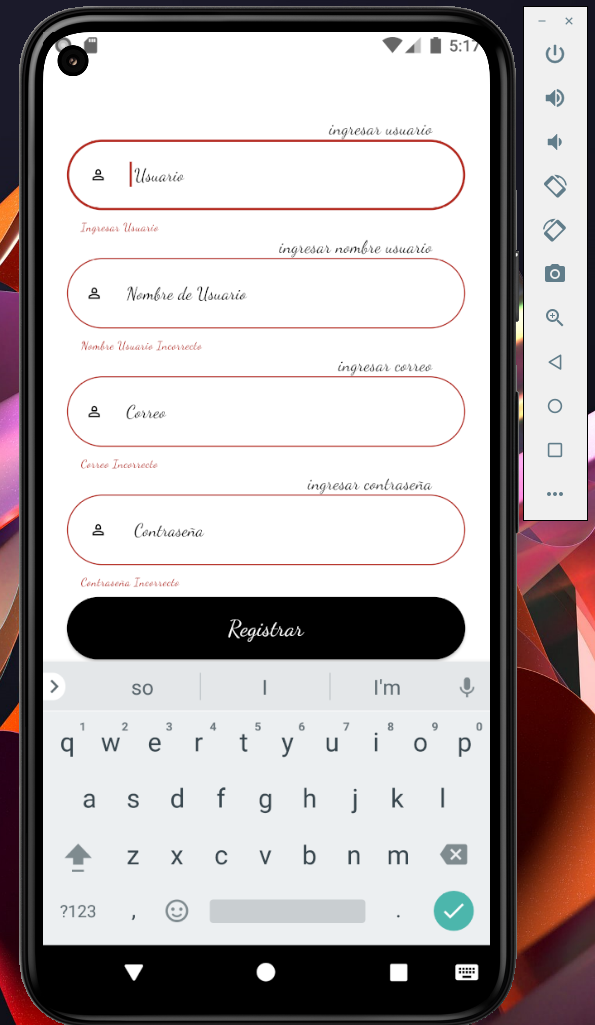 5:17
ingresar usuario
Usuario
Ingresar Usuario
ingresar nombre usuario
Nombre de Usuario
Nombre Usuario Incorrecto
ingresar correo
Correo
Correo Incorrecto
ingresar contraseña
Contraseña
Contraseña Incorrecto
Registrar
so I I'm
1 2 3 4 5 6 7 8 9 0
q w e r t y u i o p
a s d f g h j k l
z x c v b n m
?123 , .